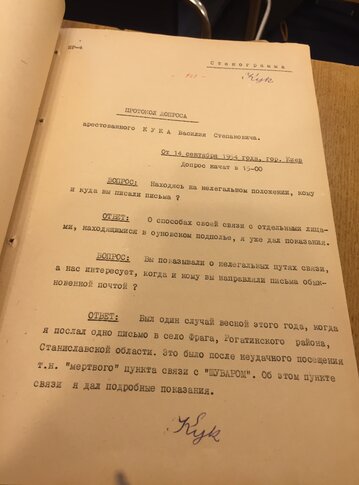 Стенограмма
Кук
ПРОТОКОЛ ДОПРОСА
арестованного К У К А Василия Степановича.
От 14 сентября 1954 года, гор. Киев
Допрос начат в 15-00
ВОПРОС: Находясь на нелегальном положении, кому
и куда вы писали письма ?
ОТВЕТ: О способах своей связи с отдельными лица-
ми, находящимися в оуновском подполье, я уже дал показания.
ВОПРОС: Вы показывали о нелегальных путях связи,
а нас интересует, когда и кому вы направляли письма обык-
новенной почтой ?
ОТВЕТ: Был один случай весной этого года, когда
я послал одно письмо в село Фрага, Рогатинского района,
Станиславской области. Это было после неудачного посещения
т.н. "мертвого" пункта связи с "ШУВАРОМ". Об этом пункте
связи я дал подробные показания.
Кук